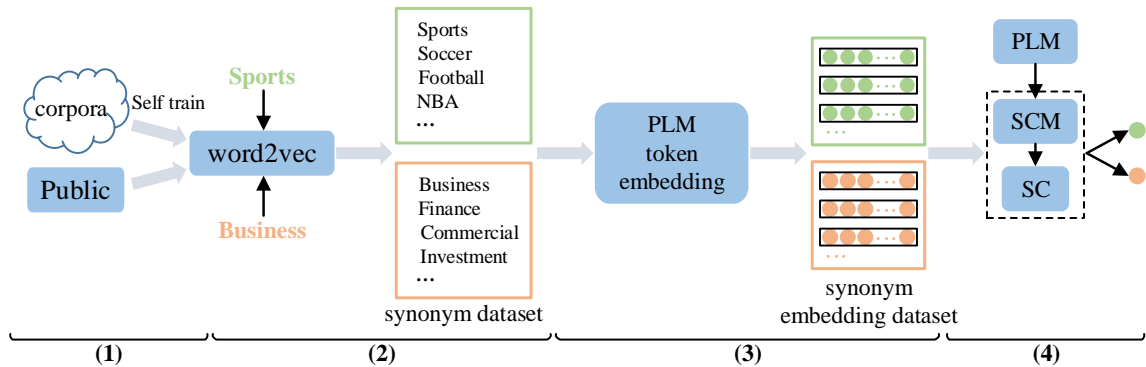 corpora
Self train
Public
Sports
word2vec
Business
Sports
Soccer
Football
NBA
...
Business
Finance
Commercial
Investment
...
synonym dataset
PLM
token
embedding
...
...
...
...
...
...
...
...
synonym
embedding dataset
PLM
SCM
SC
(1)
(2)
(3)
(4)